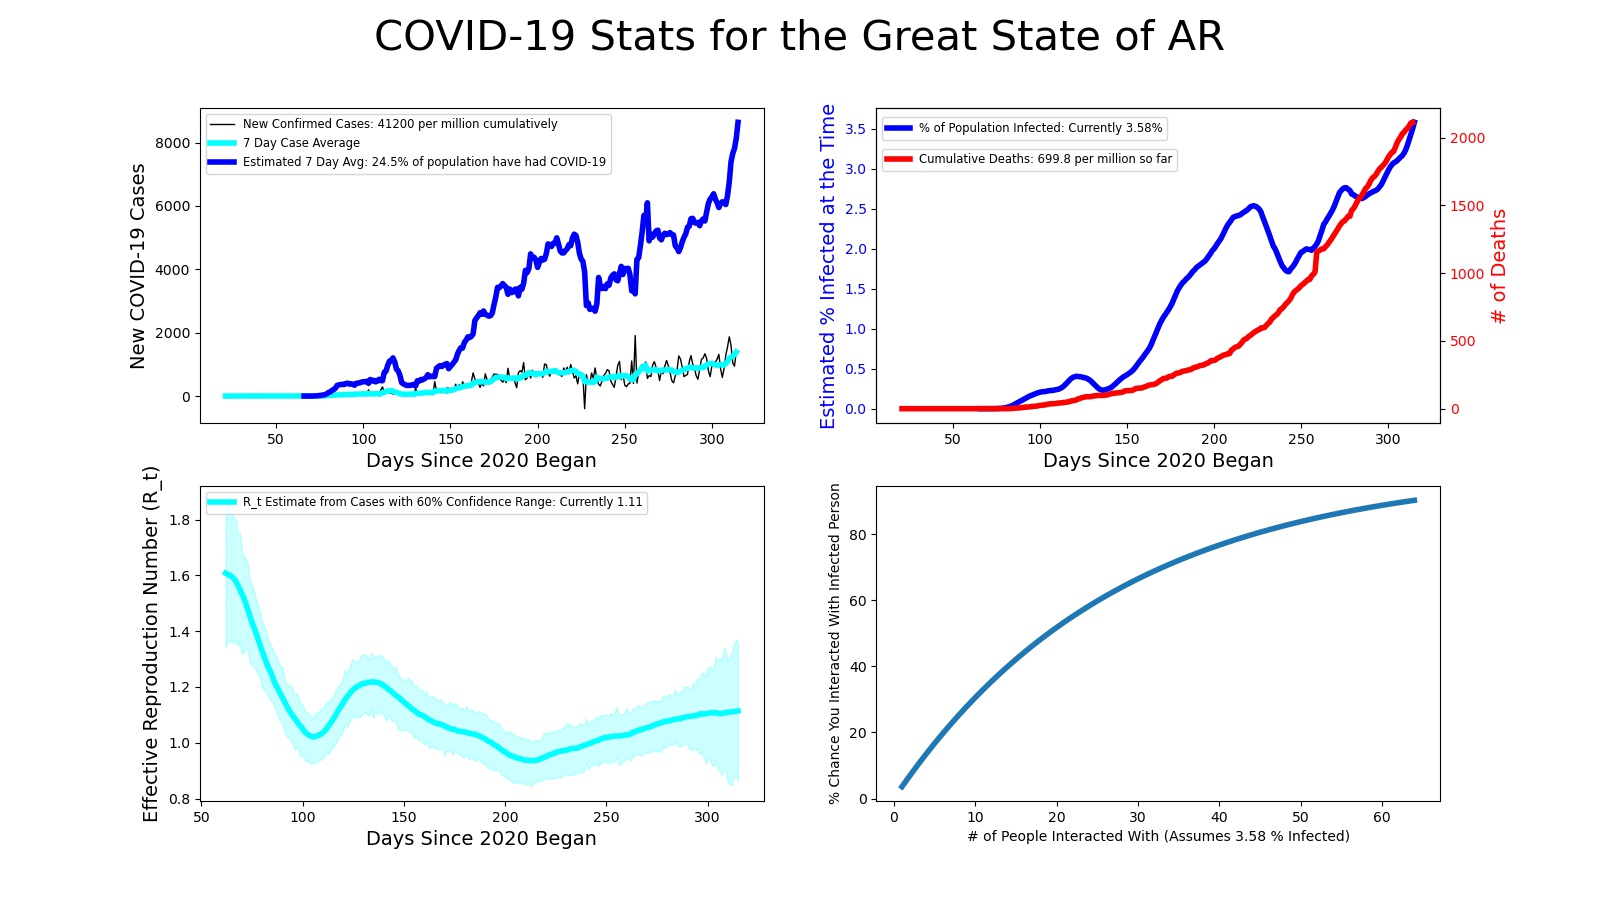 COVID-19 Stats for the Great State of AR
New COVID-19 Cases
8000
6000
4000
2000
0
New Confirmed Cases: 41200 per million cumulatively
7 Day Case Average
Estimated 7 Day Avg: 24.5% of population have had COVID-19
50 100 150 200 250 300
Days Since 2020 Began
Estimated % Infected at the Time
3.5
3.0
2.5
2.0
1.5
1.0
0.5
0.0
% of Population Infected: Currently 3.58%
Cumulative Deaths: 699.8 per million so far
2000
1500
1000
500
0
# of Deaths
50 100 150 200 250 300
Days Since 2020 Began
Effective Reproduction Number (R_t)
1.8
1.6
1.4
1.2
1.0
0.8
R_t Estimate from Cases with 60% Confidence Range: Currently 1.11
50 100 150 200 250 300
Days Since 2020 Began
% Chance You Interacted With Infected Person
80
60
40
20
0
0 10 20 30 40 50 60
# of People Interacted With (Assumes 3.58 % Infected)